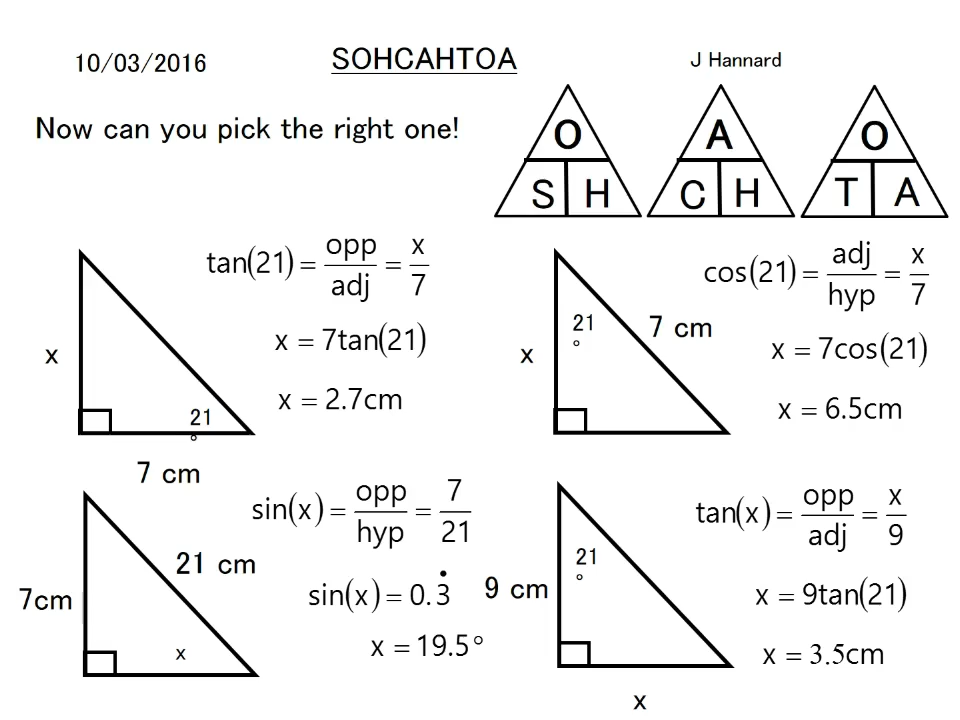 10/03/2016 SOHCAHTOA J Hannard
Now can you pick the right one!
O
S H
A
C H
O
T A
tan(21) = opp/adj = x/7
x = 7tan(21)
x = 2.7cm
x
21°
7 cm
cos(21) = adj/hyp = x/7
x = 7cos(21)
x = 6.5cm
x
21°
7 cm
sin(x) = opp/hyp = 7/21
sin(x) = 0.3̇
x = 19.5°
7cm
21 cm
x
tan(x) = opp/adj = x/9
x = 9tan(21)
x = 3.5cm
9 cm
21°
x